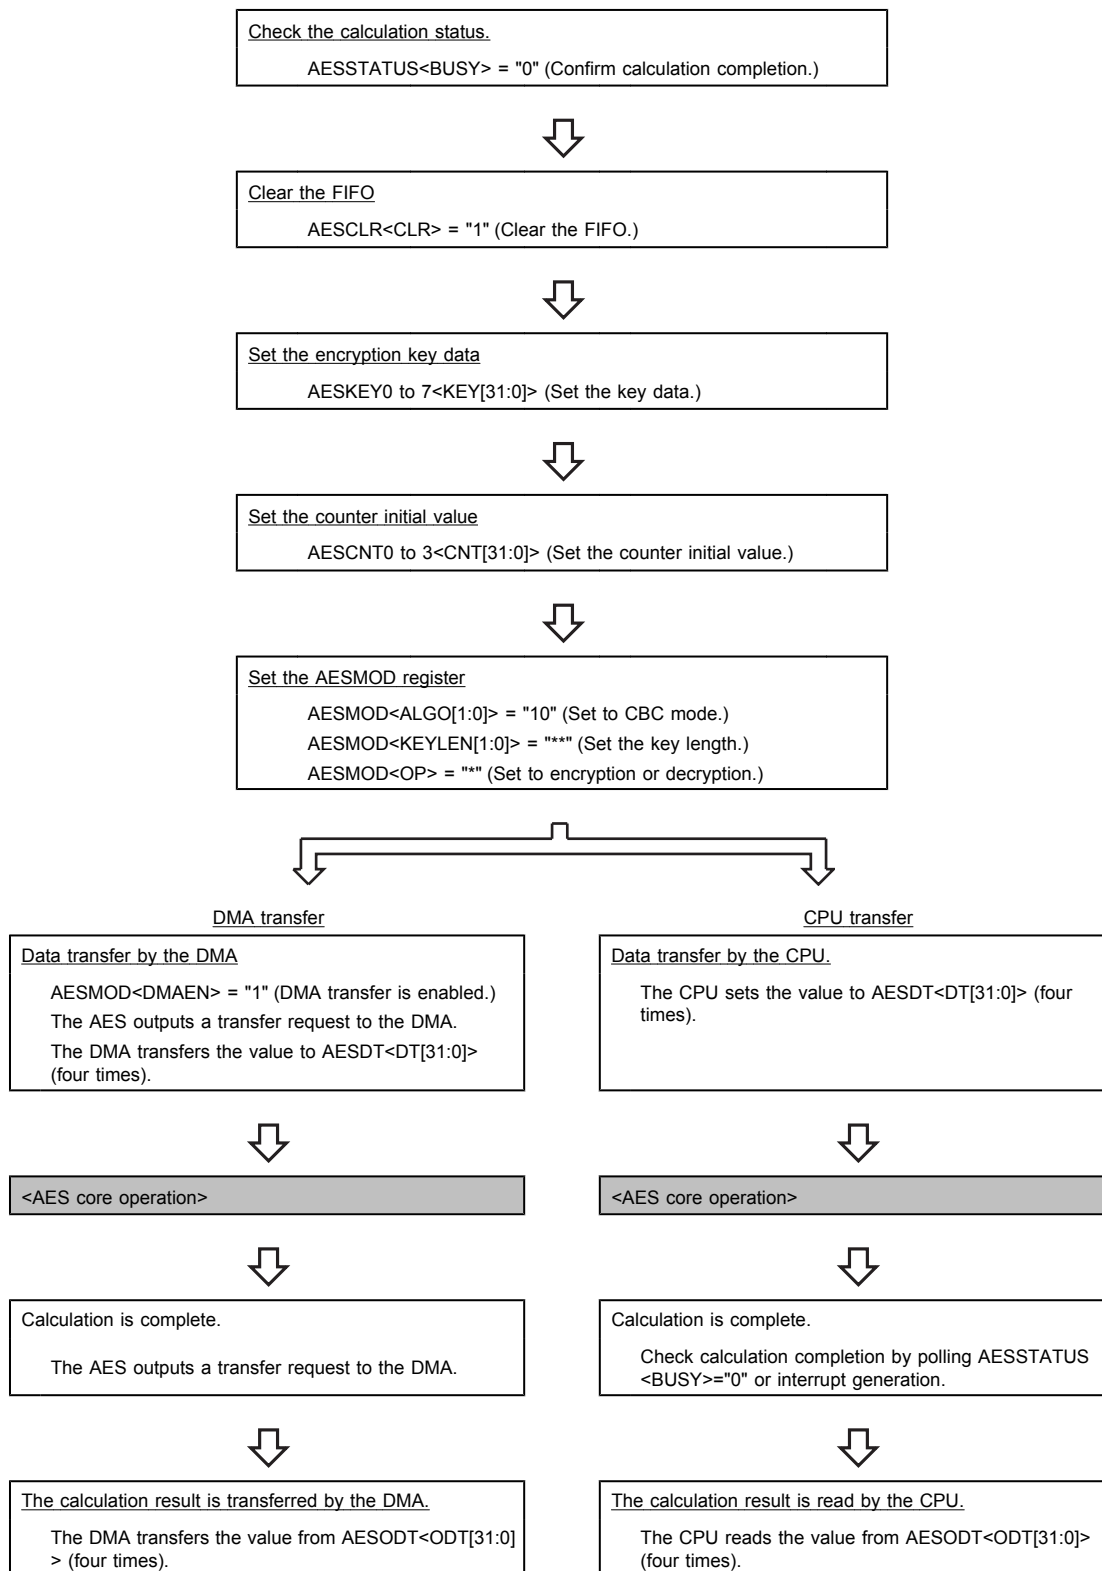 Check the calculation status.
AESSTATUS<BUSY> = "0" (Confirm calculation completion.)
Clear the FIFO
AESCLR<CLR> = "1" (Clear the FIFO.)
Set the encryption key data
AESKEY0 to 7<KEY[31:0]> (Set the key data.)
Set the counter initial value
AESCNT0 to 3<CNT[31:0]> (Set the counter initial value.)
Set the AESMOD register
AESMOD<ALGO[1:0]> = "10" (Set to CBC mode.)
AESMOD<KEYLEN[1:0]> = "**" (Set the key length.)
AESMOD<OP> = "*" (Set to encryption or decryption.)
DMA transfer
Data transfer by the DMA
AESMOD<DMAEN> = "1" (DMA transfer is enabled.)
The AES outputs a transfer request to the DMA.
The DMA transfers the value to AESDT<DT[31:0]>
(four times).
<AES core operation>
Calculation is complete.
The AES outputs a transfer request to the DMA.
The calculation result is transferred by the DMA.
The DMA transfers the value from AESODT<ODT[31:0]
> (four times).
CPU transfer
Data transfer by the CPU.
The CPU sets the value to AESDT<DT[31:0]> (four
times).
<AES core operation>
Calculation is complete.
Check calculation completion by polling AESSTATUS
<BUSY>="0" or interrupt generation.
The calculation result is read by the CPU.
The CPU reads the value from AESODT<ODT[31:0]>
(four times).